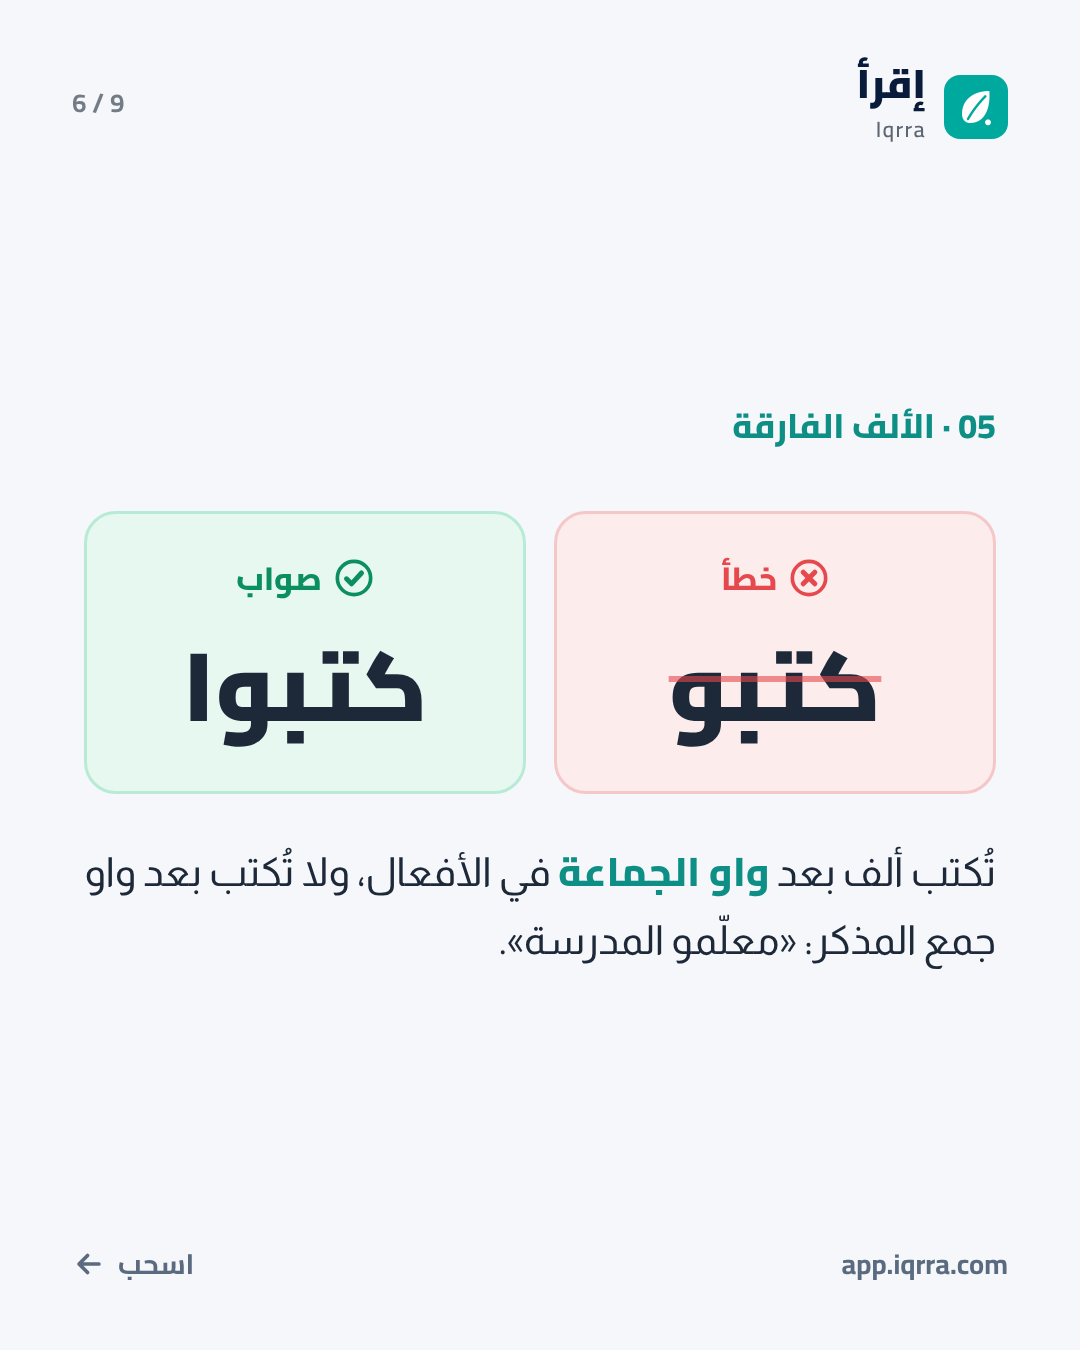 إقرأ
Iqrra
6 / 9
05 · الألف الفارقة
خطأ
كتبو
صواب
كتبوا
تُكتب ألف بعد واو الجماعة في الأفعال، ولا تُكتب بعد واو
جمع المذكر: «معلّمو المدرسة».
app.iqrra.com
اسحب ←